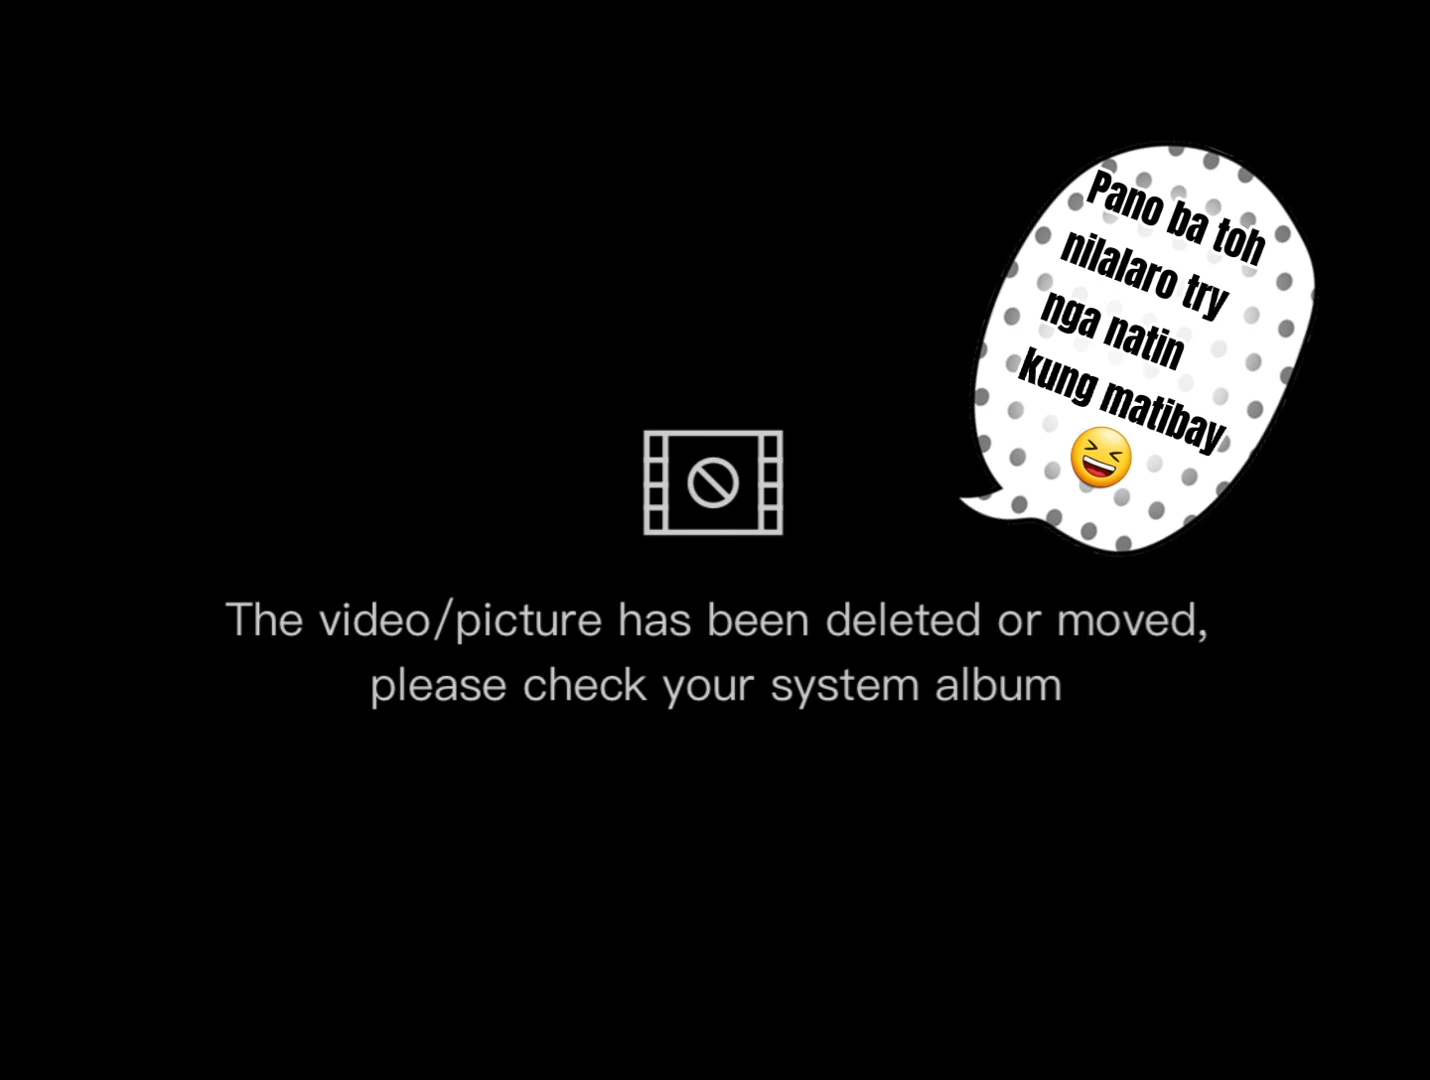 Pano ba toh
nilalaro try
nga natin
kung matibay
😆
The video/picture has been deleted or moved,
please check your system album